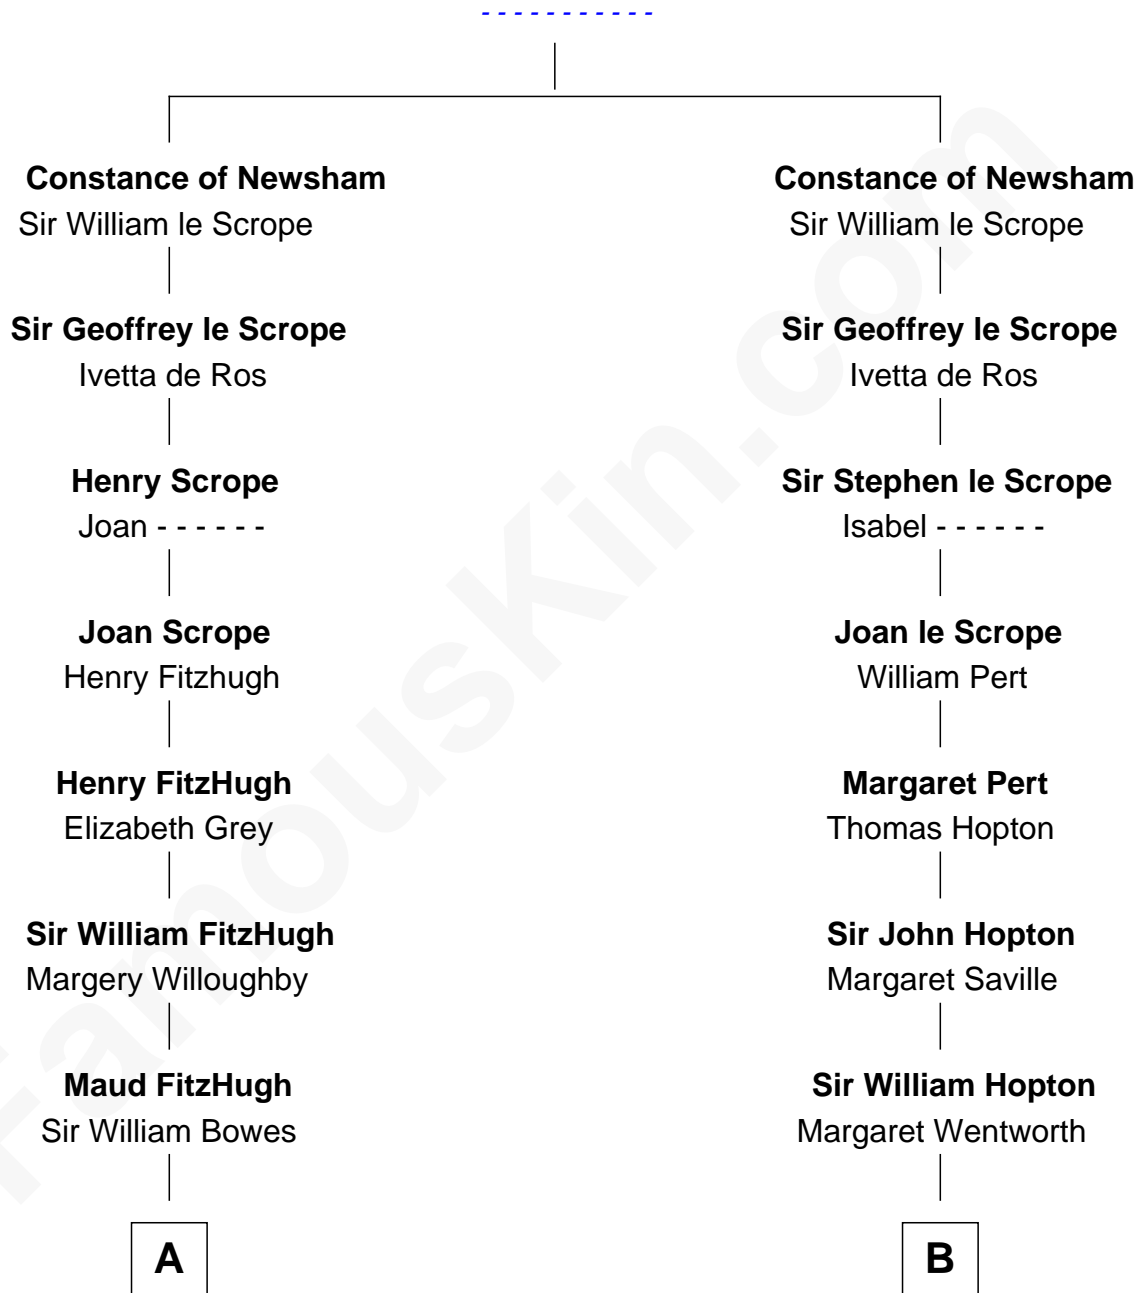 - - - - - - - - - - -
Constance of Newsham Constance of Newsham
Sir William le Scrope Sir William le Scrope
Sir Geoffrey le Scrope Sir Geoffrey le Scrope
Ivetta de Ros Ivetta de Ros
Henry Scrope Sir Stephen le Scrope
Joan - - - - - - Isabel - - - - - -
Joan Scrope Joan le Scrope
Henry Fitzhugh William Pert
Henry FitzHugh Margaret Pert
Elizabeth Grey Thomas Hopton
Sir William FitzHugh Sir John Hopton
Margery Willoughby Margaret Saville
Maud FitzHugh Sir William Hopton
Sir William Bowes Margaret Wentworth
A B
FamousKin.com